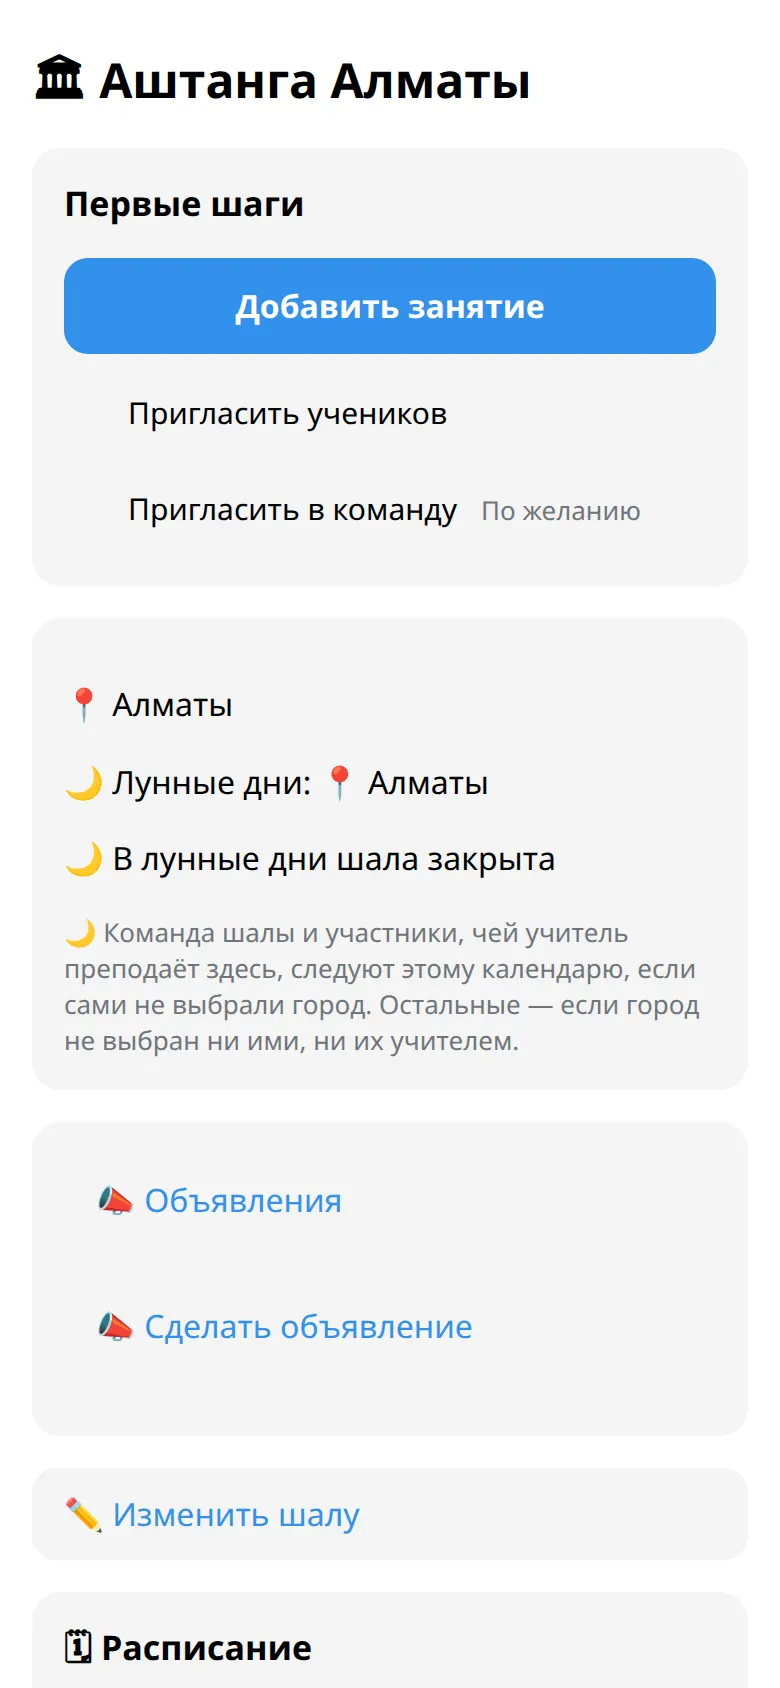 🏛 Аштанга Алматы
Первые шаги
Добавить занятие
Пригласить учеников
Пригласить в команду По желанию
📍 Алматы
🌙 Лунные дни: 📍 Алматы
🌙 В лунные дни шала закрыта
🌙 Команда шалы и участники, чей учитель
преподаёт здесь, следуют этому календарю, если
сами не выбрали город. Остальные — если город
не выбран ни ими, ни их учителем.
📣 Объявления
📣 Сделать объявление
✏️ Изменить шалу
🗓 Расписание